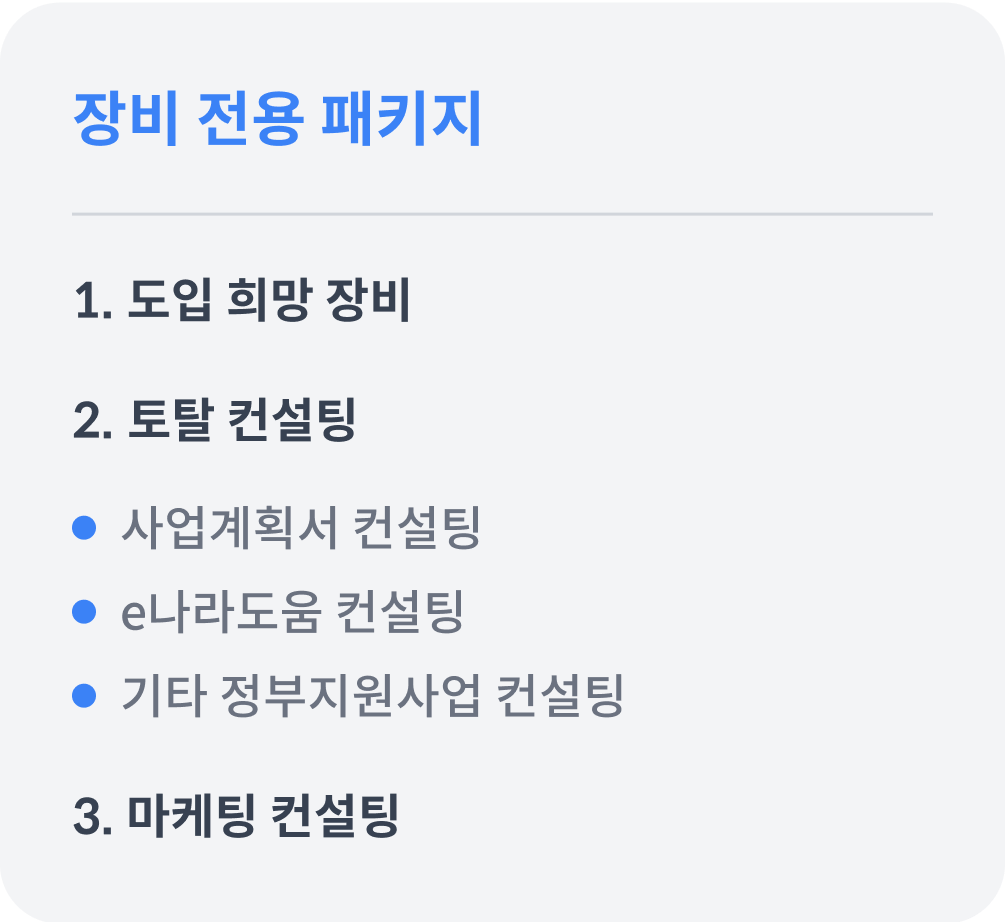 장비 전용 패키지
1. 도입 희망 장비
2. 토탈 컨설팅
사업계획서 컨설팅
e나라도움 컨설팅
기타 정부지원사업 컨설팅
3. 마케팅 컨설팅